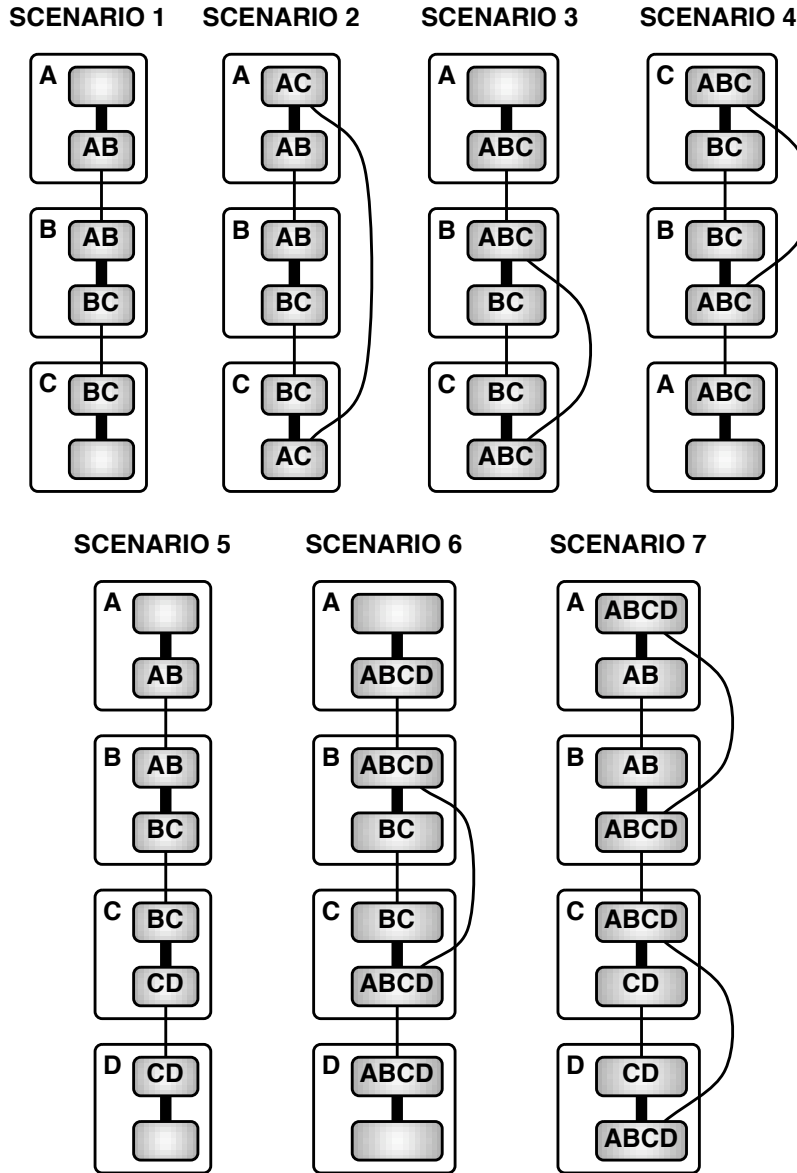 SCENARIO 1 SCENARIO 2 SCENARIO 3 SCENARIO 4
A A AC A C ABC
AB AB ABC BC
B AB B AB B ABC B BC
BC BC BC ABC
C BC C BC C BC A ABC
AC ABC
SCENARIO 5 SCENARIO 6 SCENARIO 7
A A A ABCD
AB ABCD AB
B AB B ABCD B AB
BC BC ABCD
C BC C BC C ABCD
CD ABCD CD
D CD D ABCD D CD
ABCD